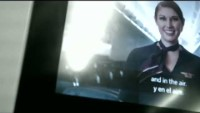 and in the air
y en el aire